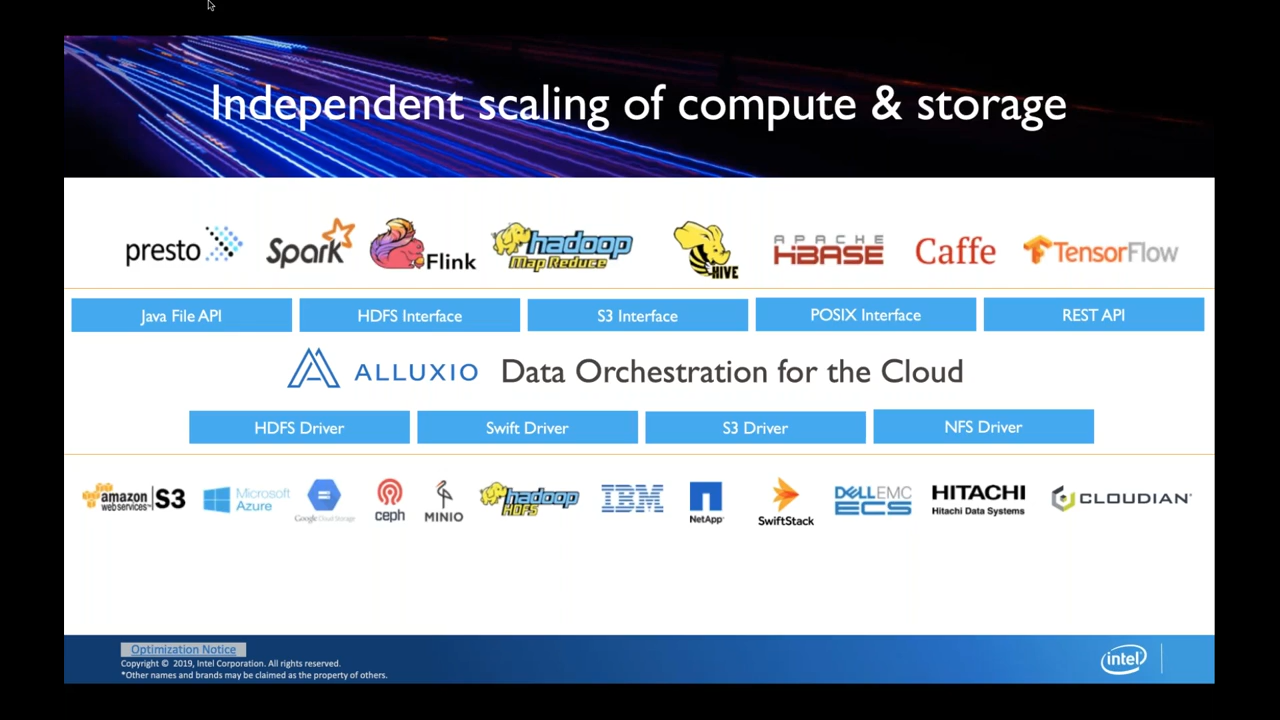 Independent scaling of compute & storage
presto Spark Flink hadoop Map Reduce HIVE APACHE HBASE Caffe TensorFlow
Java File API HDFS Interface S3 Interface POSIX Interface REST API
ALLUXIO Data Orchestration for the Cloud
HDFS Driver Swift Driver S3 Driver NFS Driver
amazon webservices S3 Microsoft Azure Google Cloud Storage ceph MINIO hadoop HDFS IBM NetApp SwiftStack DELLEMC ECS HITACHI Hitachi Data Systems CLOUDIAN
Optimization Notice
Copyright © 2019, Intel Corporation. All rights reserved.
*Other names and brands may be claimed as the property of others.
intel